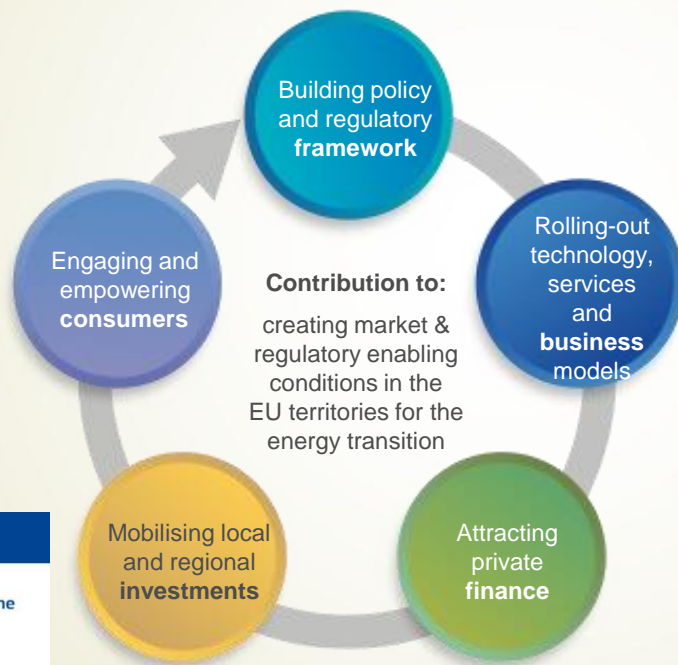 Building policy
and regulatory
framework
Rolling-out
technology,
services
and
business
models
Engaging and
empowering
consumers
Contribution to:
creating market &
regulatory enabling
conditions in the
EU territories for the
energy transition
Mobilising local
and regional
investments
Attracting
private
finance